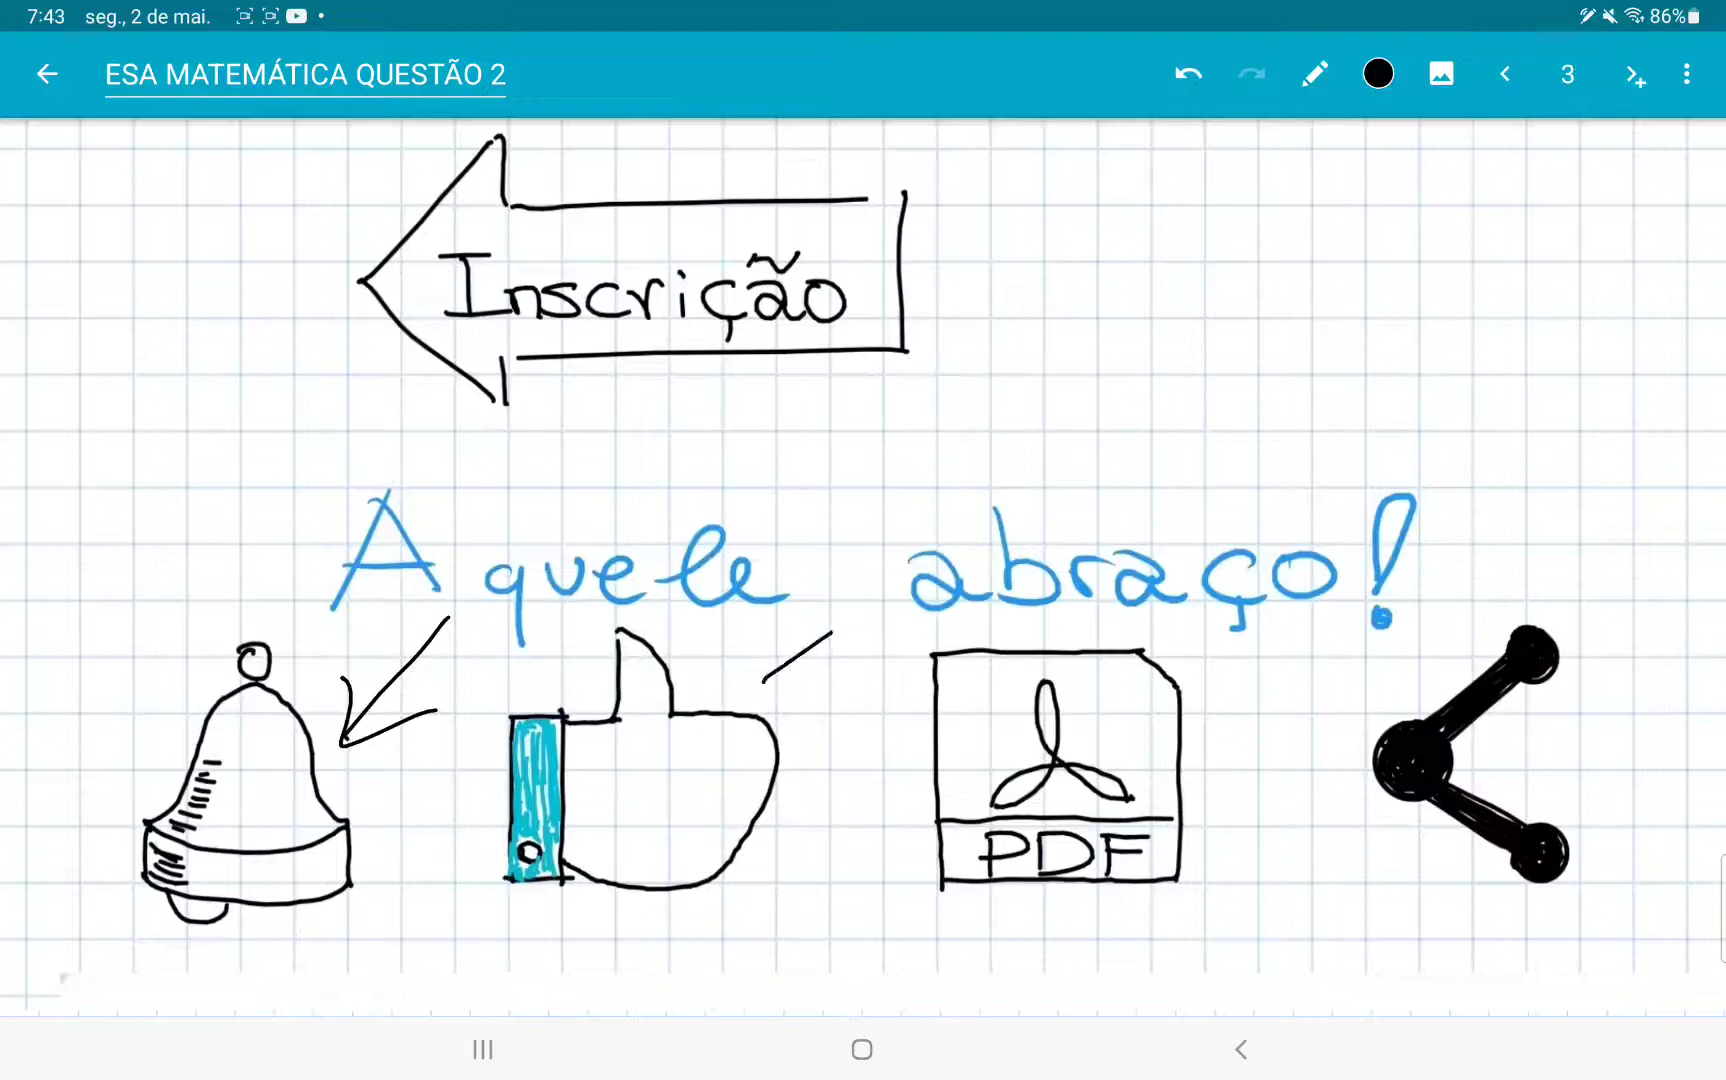 7:43 seg., 2 de mai. 86%
ESA MATEMÁTICA QUESTÃO 2 3
Inscrição
Aquele abraço!
PDF